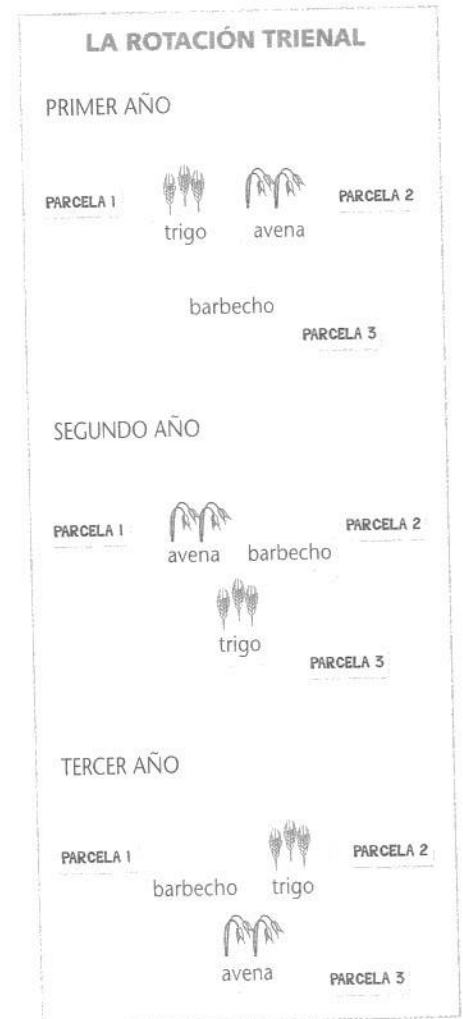 LA ROTACIÓN TRIENAL
PRIMER AÑO
PARCELA 1
PARCELA 2
trigo avena
barbecho
PARCELA 3
SEGUNDO AÑO
PARCELA 1
PARCELA 2
avena barbecho
trigo
PARCELA 3
TERCER AÑO
PARCELA 1
PARCELA 2
barbecho trigo
avena
PARCELA 3